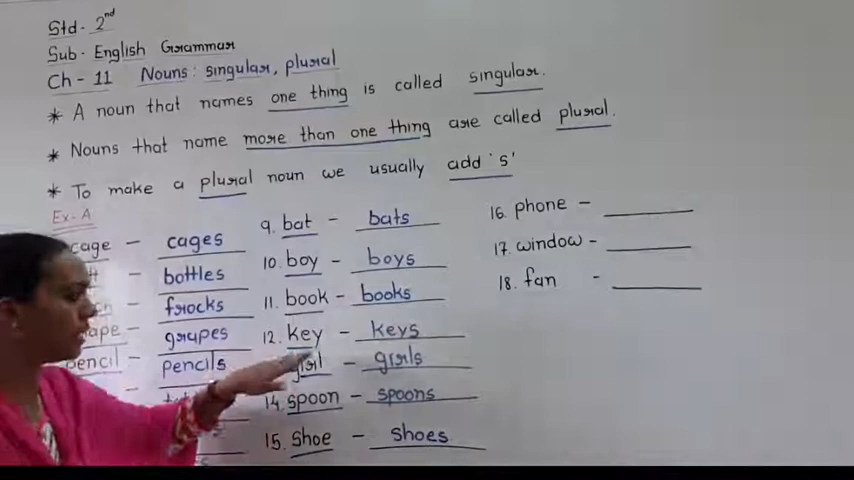 Std - 2nd
Sub - English Grammar
Ch - 11 Nouns : singular, plural
* A noun that names one thing is called singular.
* Nouns that name more than one thing are called plural.
* To make a plural noun we usually add 's'
Ex-A
cage - cages
- bottles
- frocks
- grapes
pencil - pencils
9. bat - bats
10. boy - boys
11. book - books
12. key - keys
girl - girls
14. spoon - spoons
15. shoe - shoes
16. phone -
17. window -
18. fan -